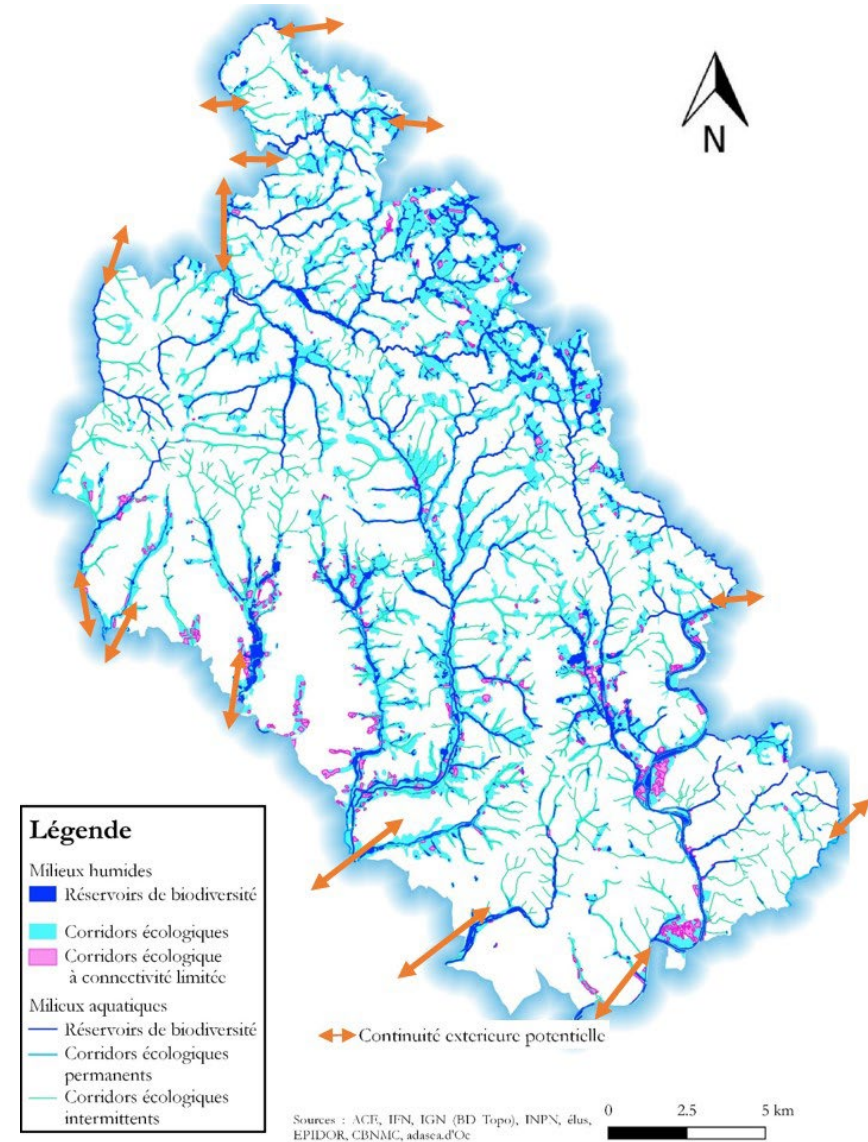 N
Légende
Milieux humides
Réservoirs de biodiversité
Corridors écologiques
Corridors écologique
à connectivité limitée
Milieux aquatiques
Réservoirs de biodiversité
Corridors écologiques
permanents
Corridors écologiques
intermittents
Continuité exterieure potentielle
Sources : ACE, IFN, IGN (BD Topo), INPN, élus,
EPIDOR, CBNMC, adasea.d'Oc
0 2.5 5 km